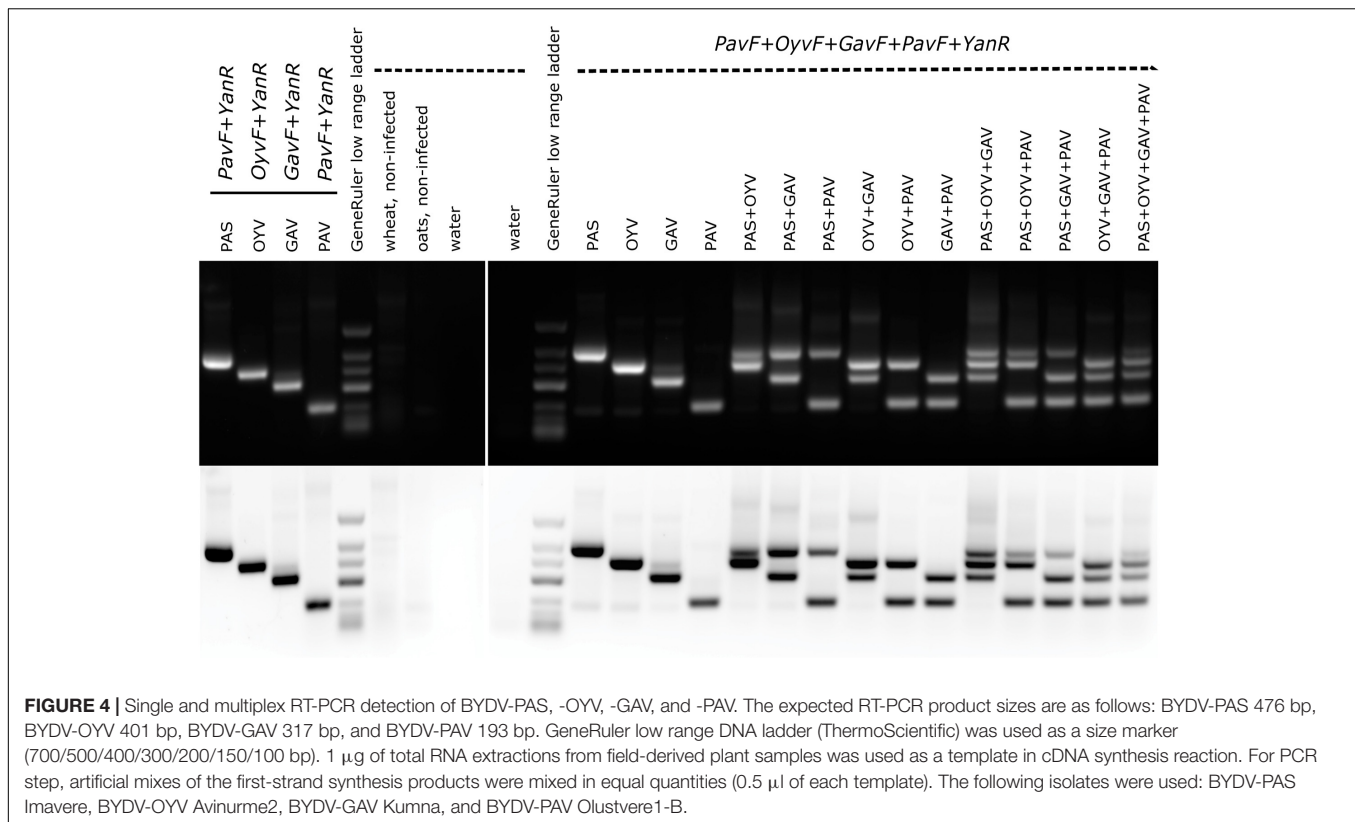 PavF+OyvF+GavF+PavF+YanR
PavF+YanR
OyvF+YanR
GavF+YanR
PavF+YanR
PAS
OYV
GAV
PAV
GeneRuler low range ladder
wheat, non-infected
oats, non-infected
water
water
GeneRuler low range ladder
PAS
OYV
GAV
PAV
PAS+OYV
PAS+GAV
PAS+PAV
OYV+GAV
OYV+PAV
GAV+PAV
PAS+OYV+GAV
PAS+OYV+PAV
PAS+GAV+PAV
OYV+GAV+PAV
PAS+OYV+GAV+PAV
FIGURE 4 | Single and multiplex RT-PCR detection of BYDV-PAS, -OYV, -GAV, and -PAV. The expected RT-PCR product sizes are as follows: BYDV-PAS 476 bp,
BYDV-OYV 401 bp, BYDV-GAV 317 bp, and BYDV-PAV 193 bp. GeneRuler low range DNA ladder (ThermoScientific) was used as a size marker
(700/500/400/300/200/150/100 bp). 1 μg of total RNA extractions from field-derived plant samples was used as a template in cDNA synthesis reaction. For PCR
step, artificial mixes of the first-strand synthesis products were mixed in equal quantities (0.5 μl of each template). The following isolates were used: BYDV-PAS
Imavere, BYDV-OYV Avinurme2, BYDV-GAV Kumna, and BYDV-PAV Olustvere1-B.